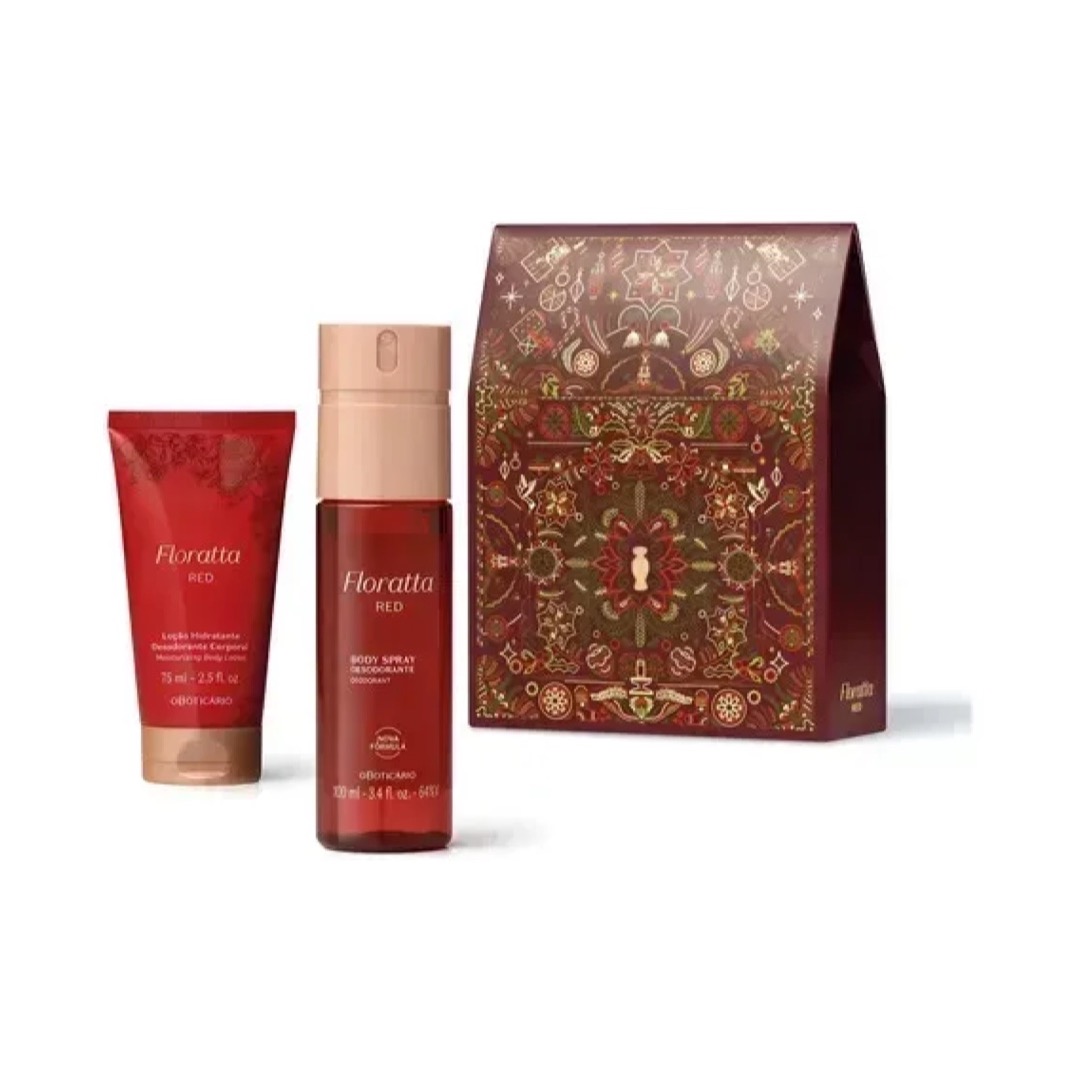 Floratta
RED
Loção Hidratante
Desodorante Corporal
Moisturizing Body Lotion
75 ml - 2.5 fl. oz
OBOTICÁRIO
Floratta
RED
BODY SPRAY
DESODORANTE
DEODORANT
NOVA
FÓRMULA
OBOTICÁRIO
100 ml - 3.4 fl. oz. -
Floratta
RED